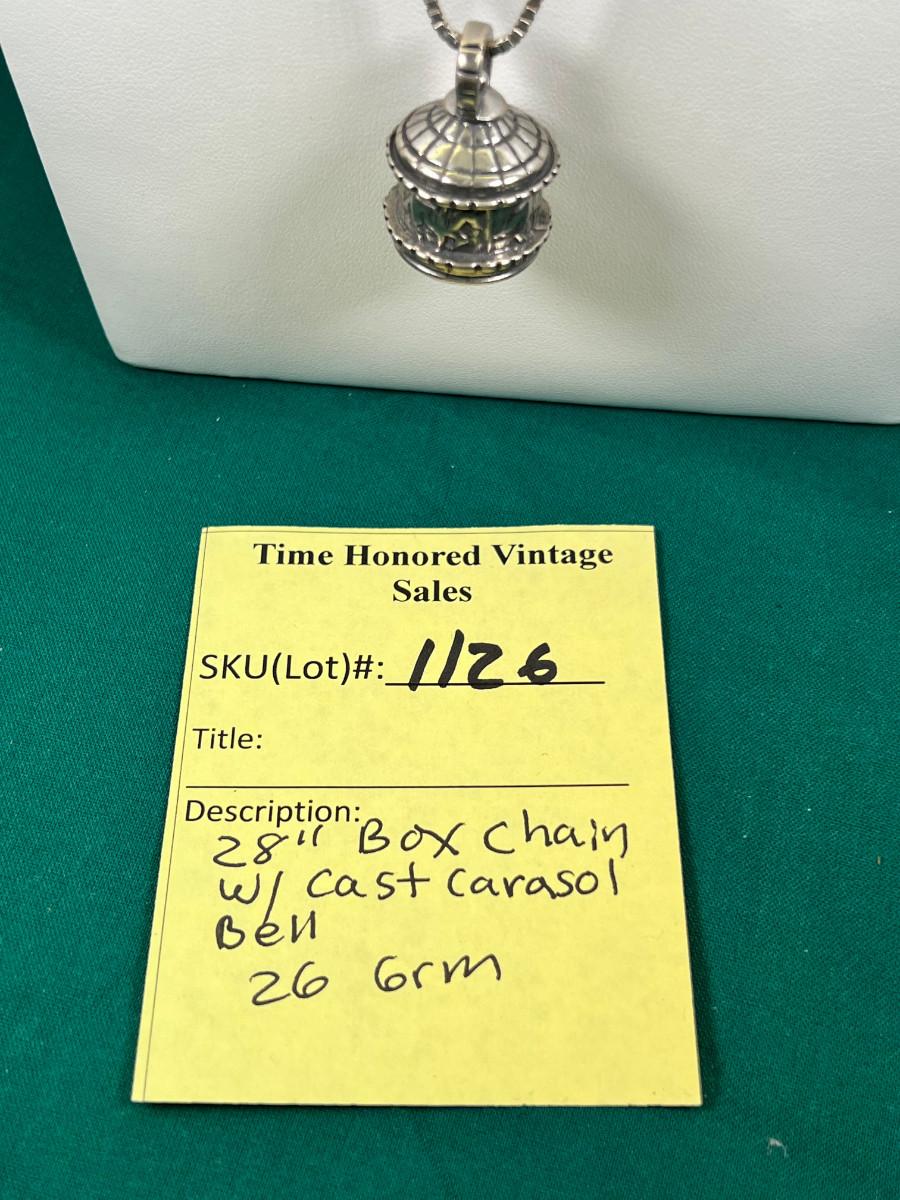 Time Honored Vintage
Sales
SKU(Lot)#: 1126
Title:
Description:
28" Box Chain
w/ cast carasol
Bell
26 Grm